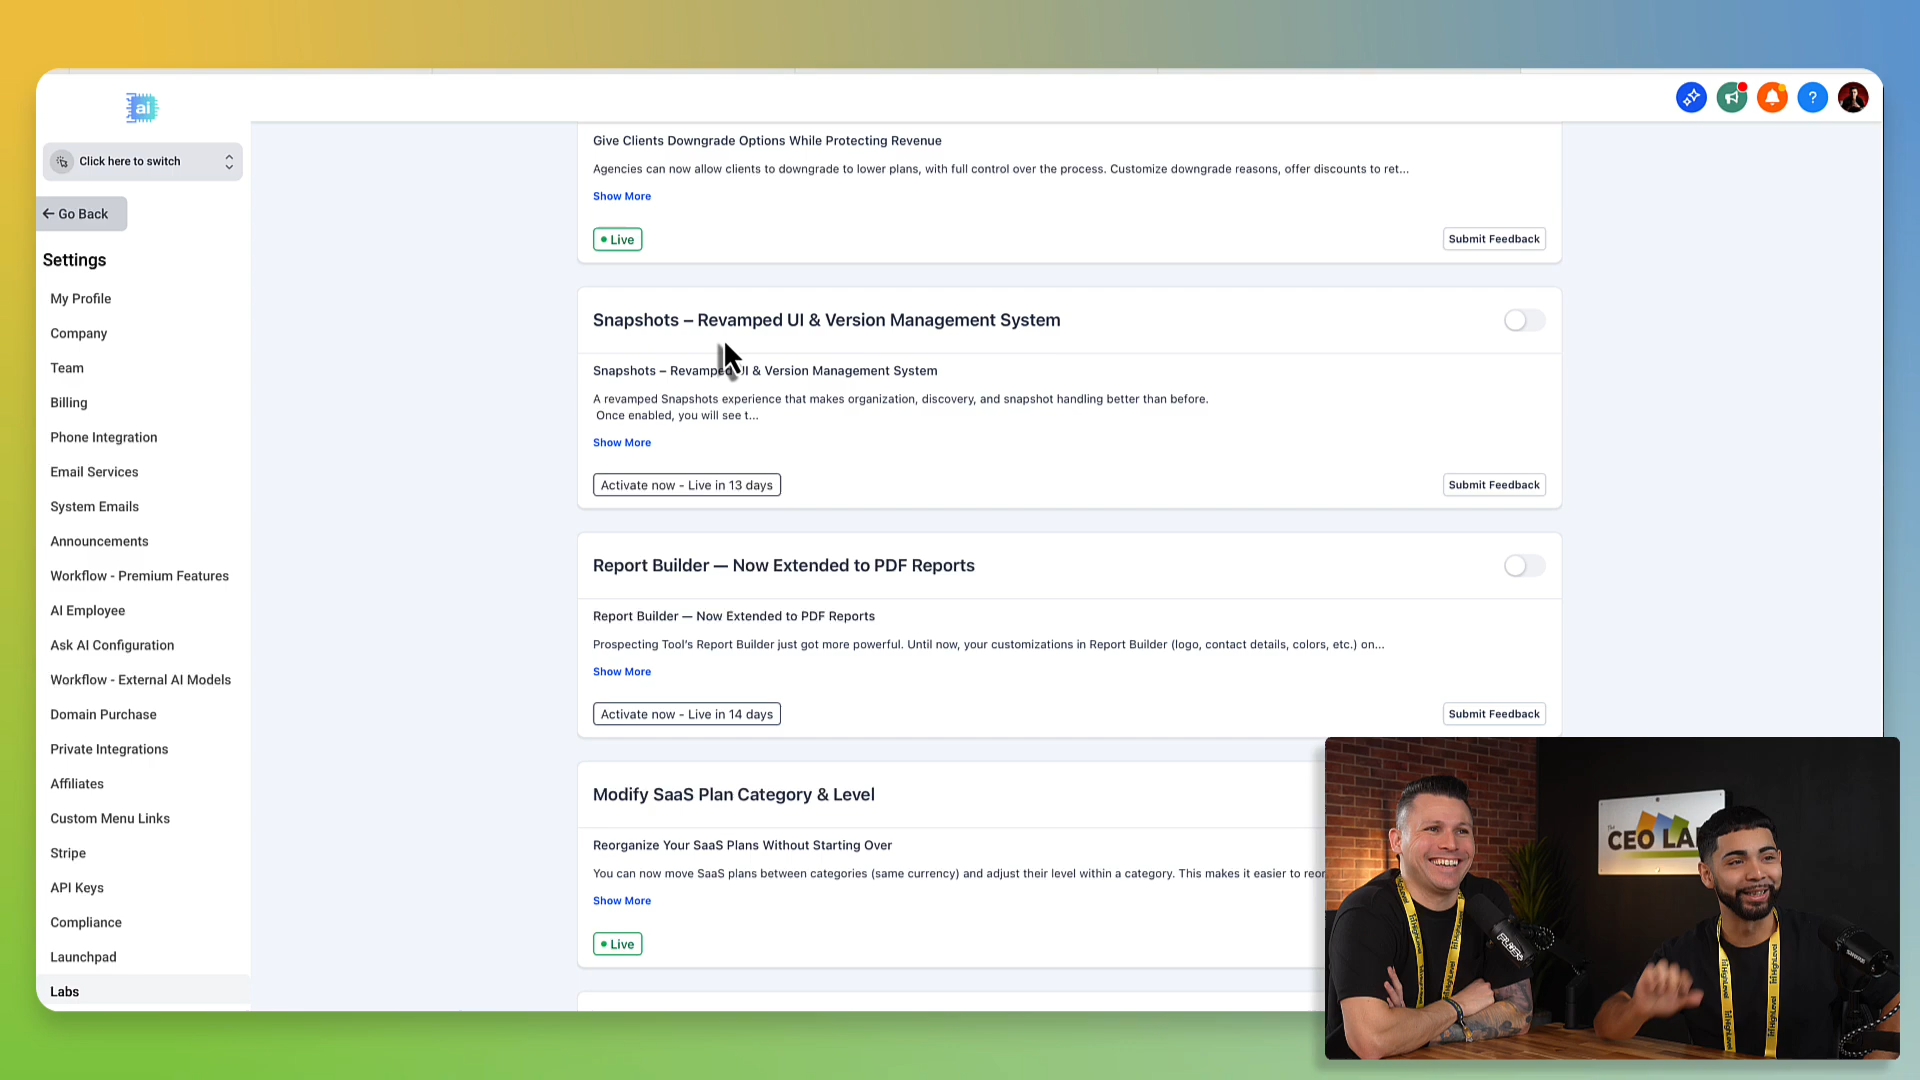 ai
Click here to switch
Go Back
Settings
My Profile
Company
Team
Billing
Phone Integration
Email Services
System Emails
Announcements
Workflow - Premium Features
AI Employee
Ask AI Configuration
Workflow - External AI Models
Domain Purchase
Private Integrations
Affiliates
Custom Menu Links
Stripe
API Keys
Compliance
Launchpad
Labs
?
Give Clients Downgrade Options While Protecting Revenue
Agencies can now allow clients to downgrade to lower plans, with full control over the process. Customize downgrade reasons, offer discounts to ret...
Show More
Live
Submit Feedback
Snapshots – Revamped UI & Version Management System
Snapshots – Revamped UI & Version Management System
A revamped Snapshots experience that makes organization, discovery, and snapshot handling better than before.
Once enabled, you will see t...
Show More
Activate now - Live in 13 days
Submit Feedback
Report Builder — Now Extended to PDF Reports
Report Builder — Now Extended to PDF Reports
Prospecting Tool's Report Builder just got more powerful. Until now, your customizations in Report Builder (logo, contact details, colors, etc.) on...
Show More
Activate now - Live in 14 days
Submit Feedback
Modify SaaS Plan Category & Level
Reorganize Your SaaS Plans Without Starting Over
You can now move SaaS plans between categories (same currency) and adjust their level within a category. This makes it easier to reor
Show More
Live
The
CEO LA
HighLevel
HighLevel
HighLevel